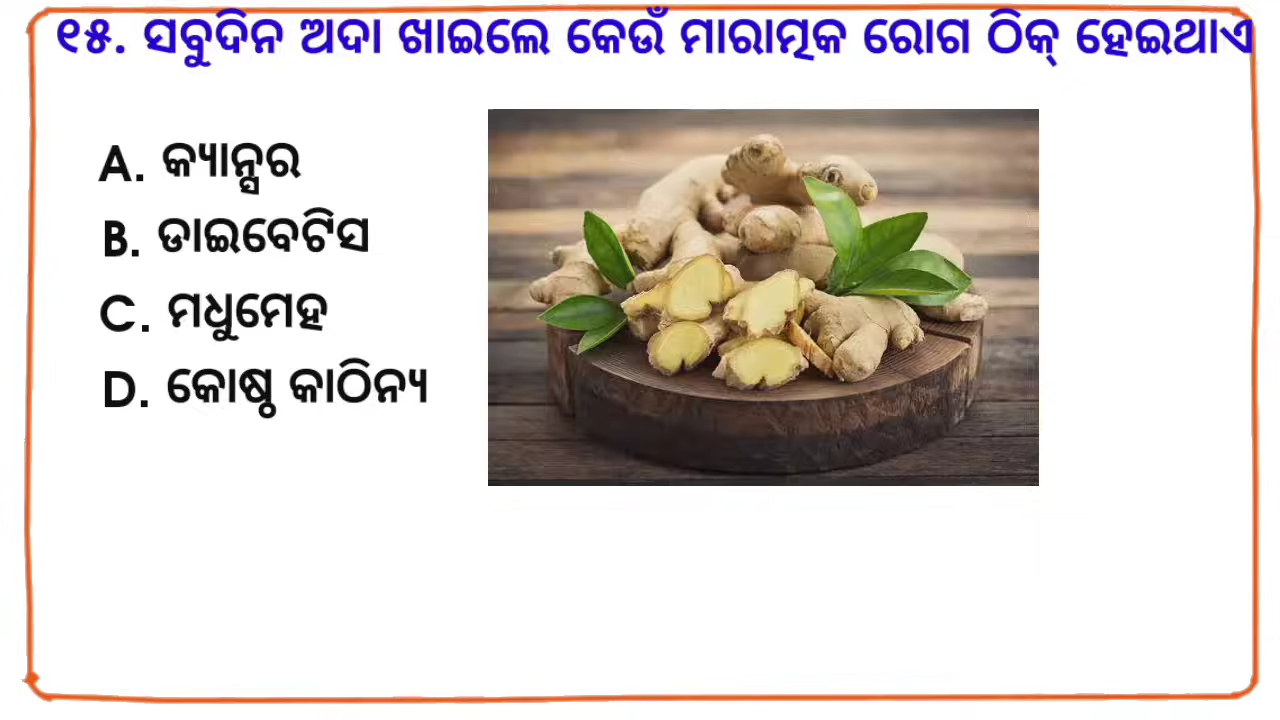 ୧୫. ସବୁଦିନ ଅଦା ଖାଇଲେ କେଉଁ ମାରାତ୍ମକ ରୋଗ ଠିକ୍ ହେଇଥାଏ
A. କ୍ୟାନ୍ସର
B. ଡାଇବେଟିସ
C. ମଧୁମେହ
D. କୋଷ୍ଠ କାଠିନ୍ୟ